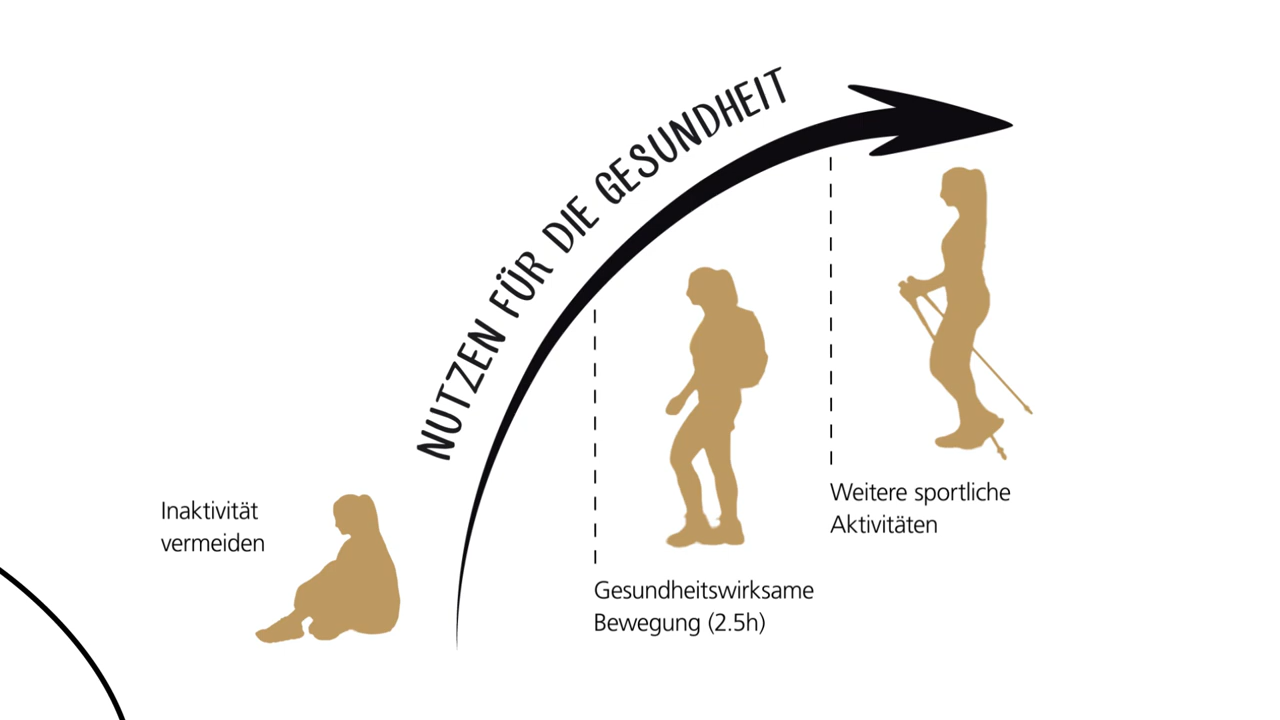 NUTZEN FÜR DIE GESUNDHEIT
Inaktivität
vermeiden
Gesundheitswirksame
Bewegung (2.5h)
Weitere sportliche
Aktivitäten